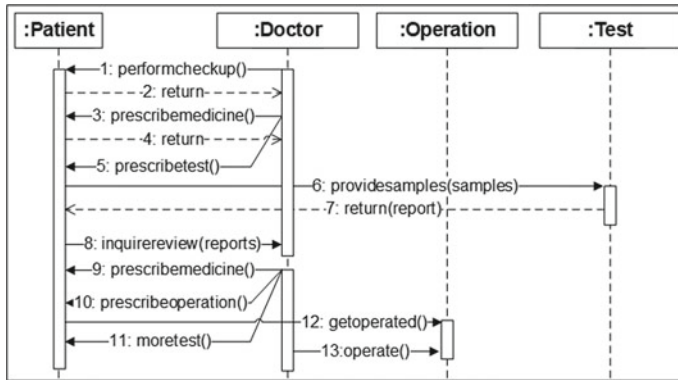 :Patient
:Doctor
:Operation
:Test
1: performcheckup()
2: return
3: prescribemedicine()
4: return
5: prescribetest()
6: providesamples(samples)
7: return(report)
8: inquirereview(reports)
9: prescribemedicine()
10: prescribeoperation()
12: getoperated()
11: moretest()
13:operate()